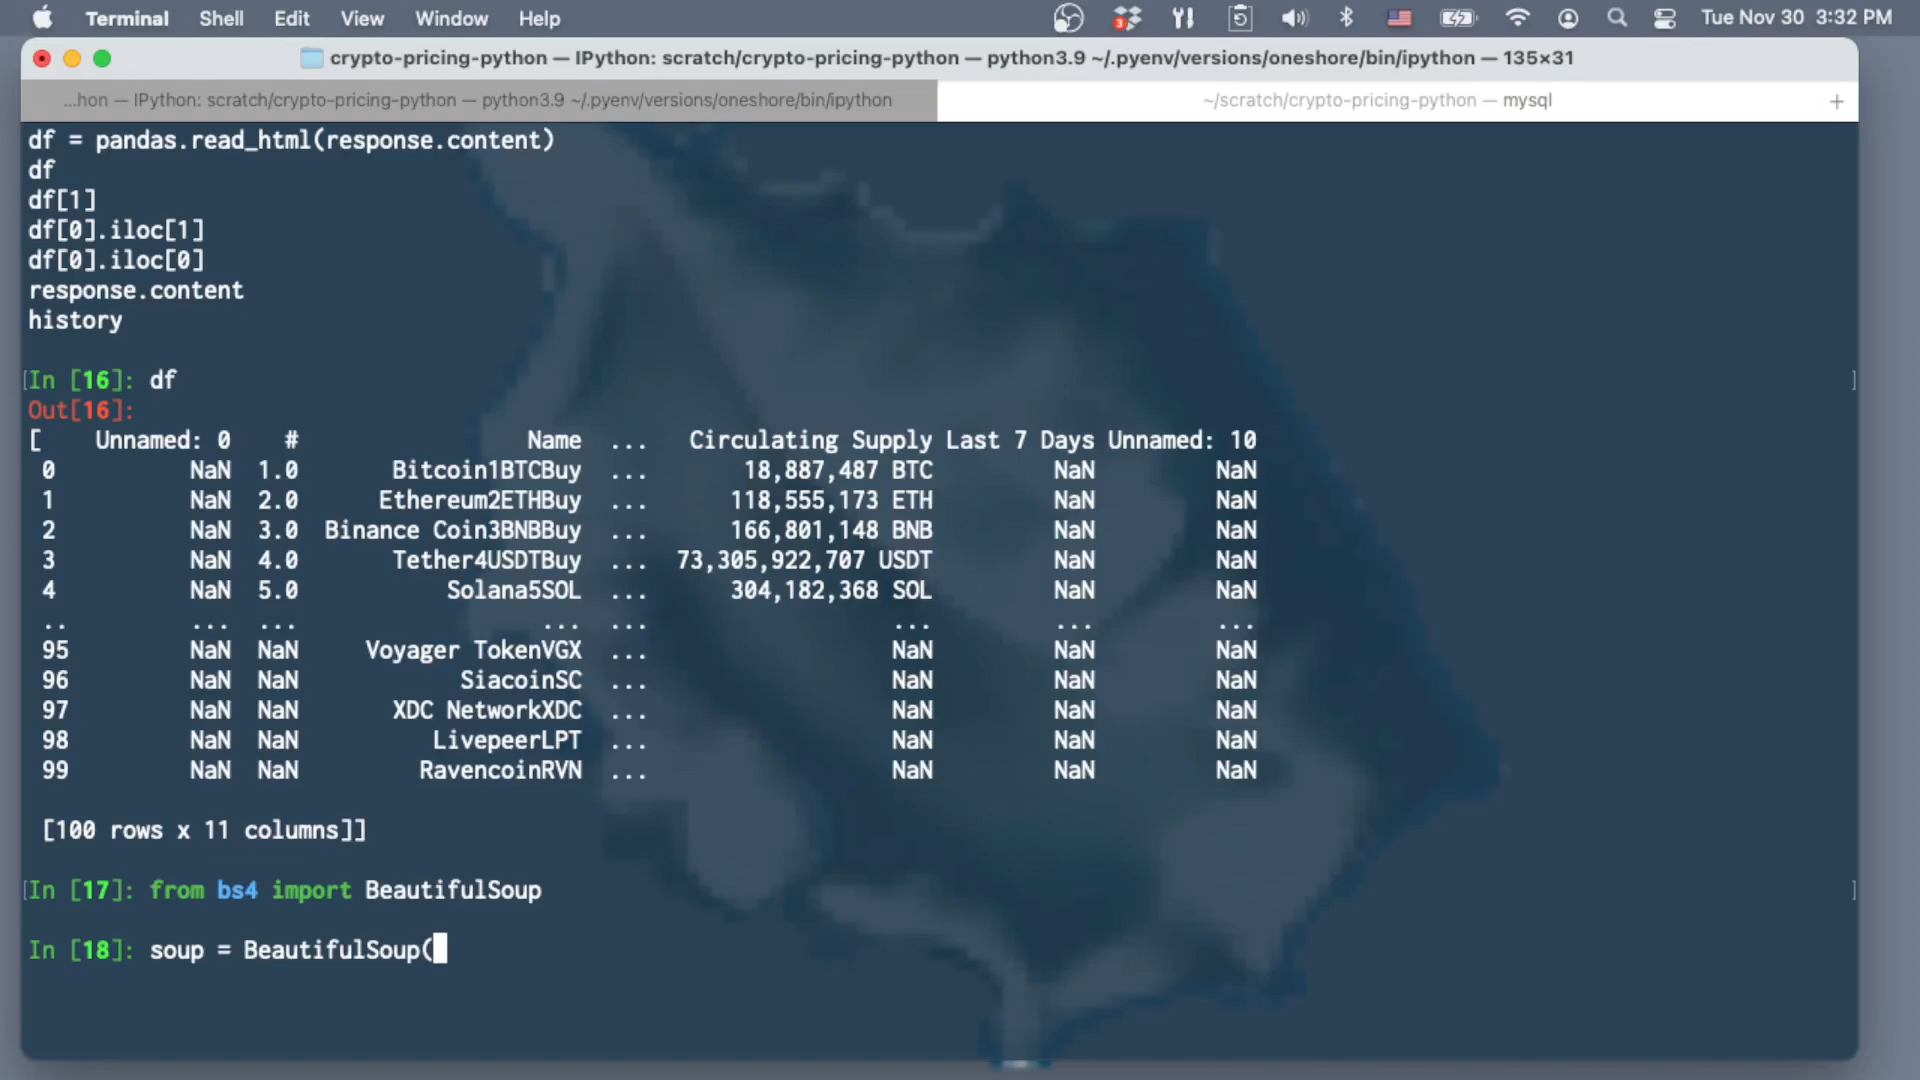 Terminal Shell Edit View Window Help 3 Tue Nov 30 3:32 PM
crypto-pricing-python — IPython: scratch/crypto-pricing-python — python3.9 ~/.pyenv/versions/oneshore/bin/ipython — 135×31
...hon — IPython: scratch/crypto-pricing-python — python3.9 ~/.pyenv/versions/oneshore/bin/ipython ~/scratch/crypto-pricing-python — mysql +
df = pandas.read_html(response.content)
df
df[1]
df[0].iloc[1]
df[0].iloc[0]
response.content
history
[In [16]: df ]
Out[16]:
[ Unnamed: 0 # Name ... Circulating Supply Last 7 Days Unnamed: 10
0 NaN 1.0 Bitcoin1BTCBuy ... 18,887,487 BTC NaN NaN
1 NaN 2.0 Ethereum2ETHBuy ... 118,555,173 ETH NaN NaN
2 NaN 3.0 Binance Coin3BNBBuy ... 166,801,148 BNB NaN NaN
3 NaN 4.0 Tether4USDTBuy ... 73,305,922,707 USDT NaN NaN
4 NaN 5.0 Solana5SOL ... 304,182,368 SOL NaN NaN
.. ... ... ... ... ... ... ...
95 NaN NaN Voyager TokenVGX ... NaN NaN NaN
96 NaN NaN SiacoinSC ... NaN NaN NaN
97 NaN NaN XDC NetworkXDC ... NaN NaN NaN
98 NaN NaN LivepeerLPT ... NaN NaN NaN
99 NaN NaN RavencoinRVN ... NaN NaN NaN
[100 rows x 11 columns]]
[In [17]: from bs4 import BeautifulSoup ]
In [18]: soup = BeautifulSoup(